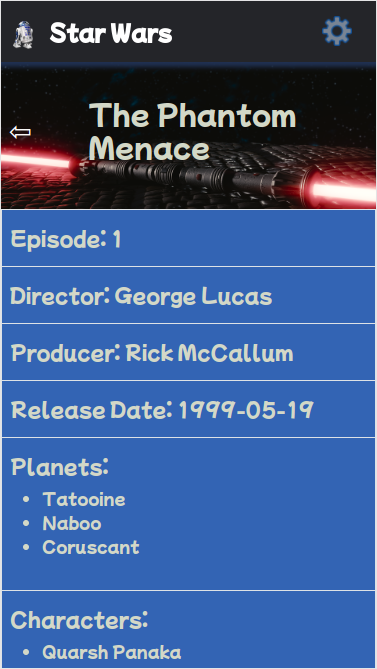 Star Wars
⇦
The Phantom
Menace
Episode: 1
Director: George Lucas
Producer: Rick McCallum
Release Date: 1999-05-19
Planets:
• Tatooine
• Naboo
• Coruscant
Characters:
• Quarsh Panaka